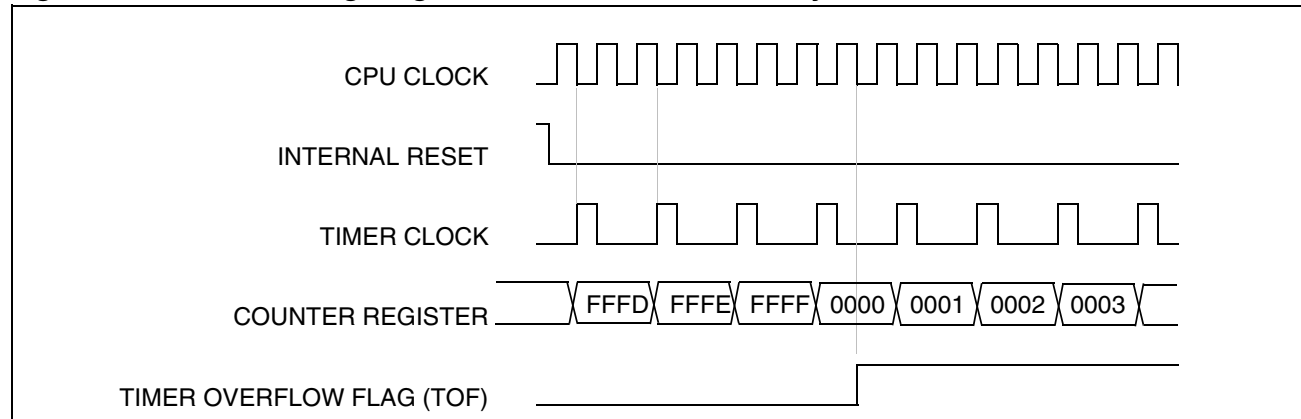 CPU CLOCK
INTERNAL RESET
TIMER CLOCK
FFFD FFFE FFFF 0000 0001 0002 0003
COUNTER REGISTER
TIMER OVERFLOW FLAG (TOF)